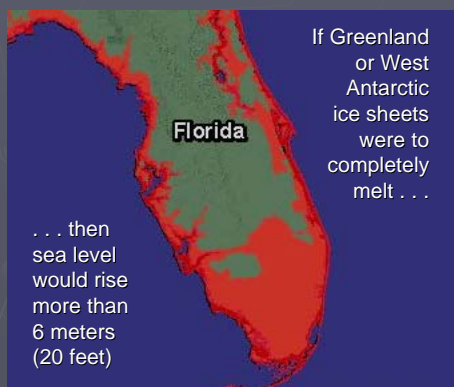 If Greenland
or West
Antarctic
ice sheets
were to
completely
melt . . .
Florida
. . . then
sea level
would rise
more than
6 meters
(20 feet)